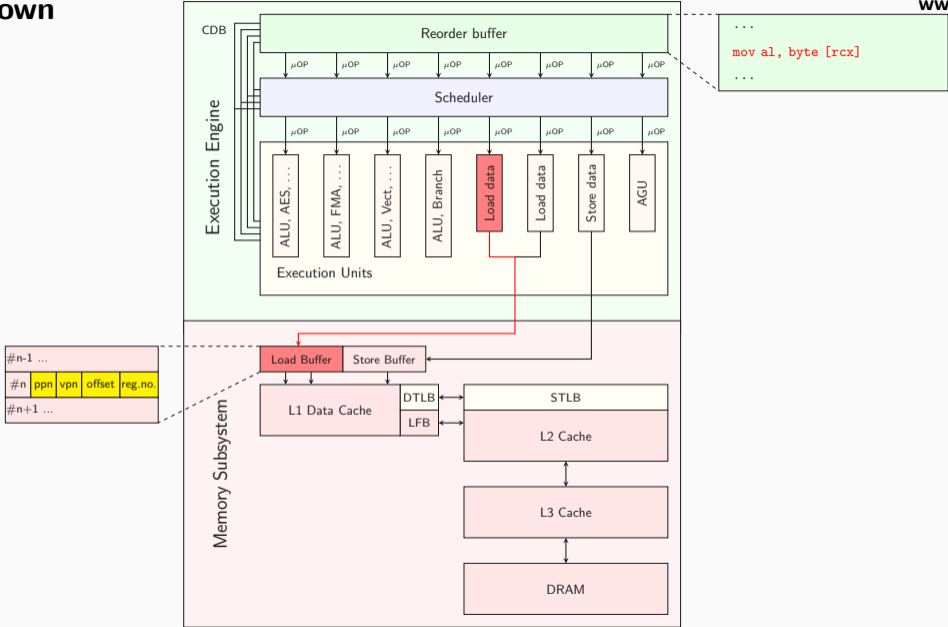 own
ww
CDB
Reorder buffer
...
mov al, byte [rcx]
...
μOP μOP μOP μOP μOP μOP μOP μOP
Scheduler
μOP μOP μOP μOP μOP μOP μOP μOP
Execution Engine
ALU, AES, ...
ALU, FMA, ...
ALU, Vect, ...
ALU, Branch
Load data
Load data
Store data
AGU
Execution Units
#n-1 ...
#n ppn vpn offset reg.no.
#n+1 ...
Load Buffer Store Buffer
Memory Subsystem
L1 Data Cache
DTLB
LFB
STLB
L2 Cache
L3 Cache
DRAM